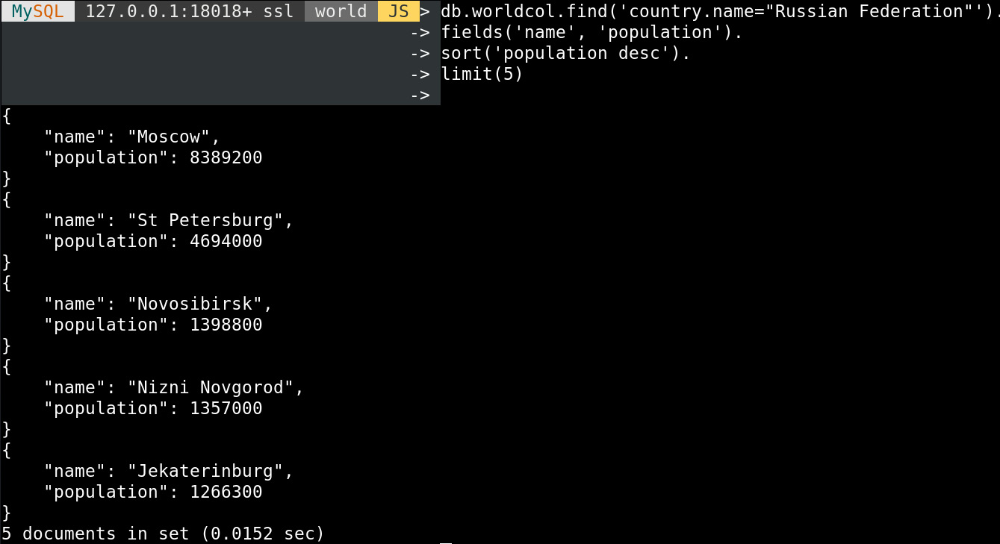 MySQL 127.0.0.1:18018+ ssl world JS > db.worldcol.find('country.name="Russian Federation"').
-> fields('name', 'population').
-> sort('population desc').
-> limit(5)
->
{
    "name": "Moscow",
    "population": 8389200
}
{
    "name": "St Petersburg",
    "population": 4694000
}
{
    "name": "Novosibirsk",
    "population": 1398800
}
{
    "name": "Nizni Novgorod",
    "population": 1357000
}
{
    "name": "Jekaterinburg",
    "population": 1266300
}
5 documents in set (0.0152 sec)